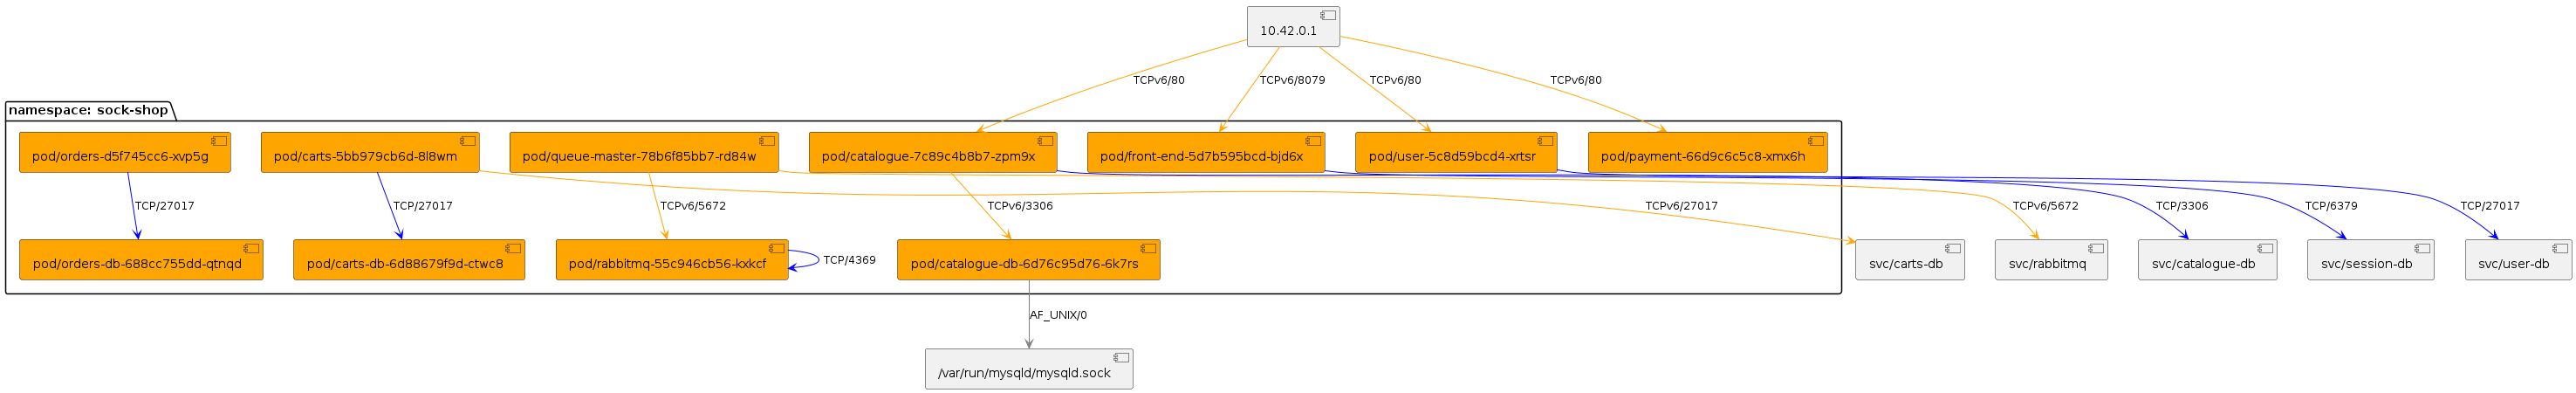 10.42.0.1
TCPv6/80
TCPv6/8079
TCPv6/80
TCPv6/80
namespace: sock-shop
pod/orders-d5f745cc6-xvp5g
pod/carts-5bb979cb6d-8l8wm
pod/queue-master-78b6f85bb7-rd84w
pod/catalogue-7c89c4b8b7-zpm9x
pod/front-end-5d7b595bcd-bjd6x
pod/user-5c8d59bcd4-xrtsr
pod/payment-66d9c6c5c8-xmx6h
TCP/27017
TCP/27017
TCPv6/5672
TCPv6/3306
TCPv6/27017
TCPv6/5672
TCP/3306
TCP/6379
TCP/27017
pod/orders-db-688cc755dd-qtnqd
pod/carts-db-6d88679f9d-ctwc8
pod/rabbitmq-55c946cb56-kxkcf
TCP/4369
pod/catalogue-db-6d76c95d76-6k7rs
svc/carts-db
svc/rabbitmq
svc/catalogue-db
svc/session-db
svc/user-db
AF_UNIX/0
/var/run/mysqld/mysqld.sock